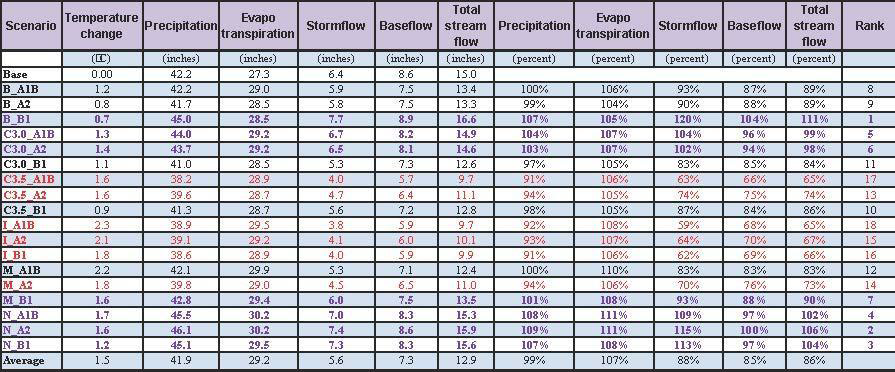 Scenario Temperature change Precipitation Evapo transpiration Stormflow Baseflow Total stream flow Precipitation Evapo transpiration Stormflow Baseflow Total stream flow Rank
(inches) (inches) (inches) (inches) (inches) (percent) (percent) (percent) (percent) (percent)
Base 0.00 42.2 27.3 6.4 8.6 15.0
B_A1B 1.2 42.2 29.0 5.9 7.5 13.4 100% 106% 93% 87% 89% 8
B_A2 0.8 41.7 28.5 5.8 7.5 13.3 99% 104% 90% 88% 89% 9
B_B1 0.7 45.0 28.5 7.7 8.9 16.6 107% 105% 120% 104% 111% 1
C3.0_A1B 1.3 44.0 29.2 6.7 8.2 14.9 104% 107% 104% 96% 99% 5
C3.0_A2 1.4 43.7 29.2 6.5 8.1 14.6 103% 107% 102% 94% 98% 6
C3.0_B1 1.1 41.0 28.5 5.3 7.3 12.6 97% 105% 83% 85% 84% 11
C3.5_A1B 1.6 38.2 28.9 4.0 5.7 9.7 91% 106% 63% 66% 65% 17
C3.5_A2 1.6 39.6 28.7 4.7 6.4 11.1 94% 105% 74% 75% 74% 13
C3.5_B1 0.9 41.3 28.7 5.6 7.2 12.8 98% 105% 87% 84% 86% 10
I_A1B 2.3 38.9 29.5 3.8 5.9 9.7 92% 108% 59% 68% 65% 18
I_A2 2.1 39.1 29.2 4.1 6.0 10.1 93% 107% 64% 70% 67% 15
I_B1 1.8 38.6 28.9 4.0 5.9 9.9 91% 106% 62% 69% 66% 16
M_A1B 2.2 42.1 29.9 5.3 7.1 12.4 100% 110% 83% 83% 83% 12
M_A2 1.8 39.8 29.0 4.5 6.5 11.0 94% 106% 70% 76% 73% 14
M_B1 1.6 42.8 29.4 6.0 7.5 13.5 101% 108% 93% 88% 90% 7
N_A1B 1.7 45.5 30.2 7.0 8.3 15.3 108% 111% 109% 97% 102% 4
N_A2 1.6 46.1 30.2 7.4 8.6 15.9 109% 111% 115% 100% 106% 2
N_B1 1.2 45.1 29.5 7.3 8.3 15.6 107% 108% 113% 97% 104% 3
Average 1.5 41.9 29.2 5.6 7.3 12.9 99% 107% 88% 85% 86%